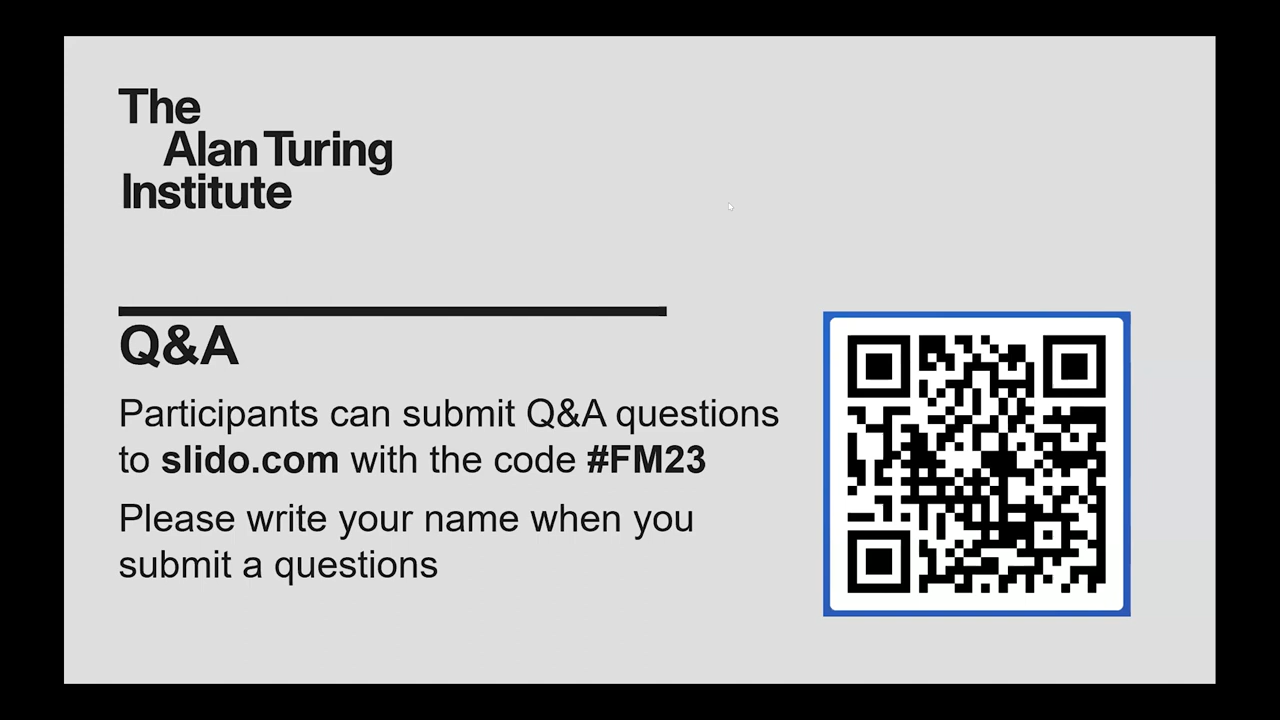 The
Alan Turing
Institute
Q&A
Participants can submit Q&A questions
to slido.com with the code #FM23
Please write your name when you
submit a questions